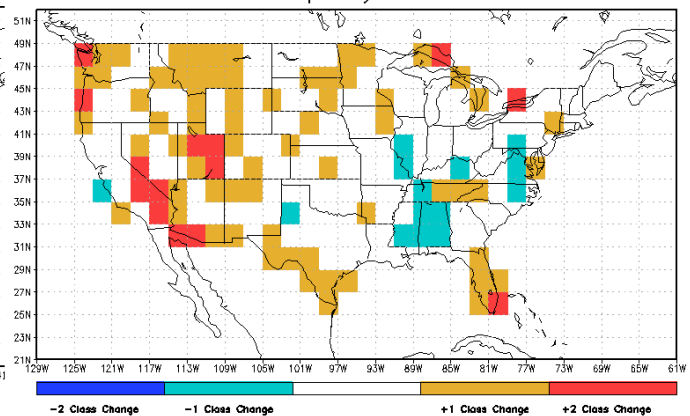 51N
49N
47N
45N
43N
41N
39N
37N
35N
33N
31N
29N
27N
25N
23N
21N
129W 125W 121W 117W 113W 109W 105W 101W 97W 93W 89W 85W 81W 77W 73W 69W 65W 61W
-2 Class Change -1 Class Change +1 Class Change +2 Class Change